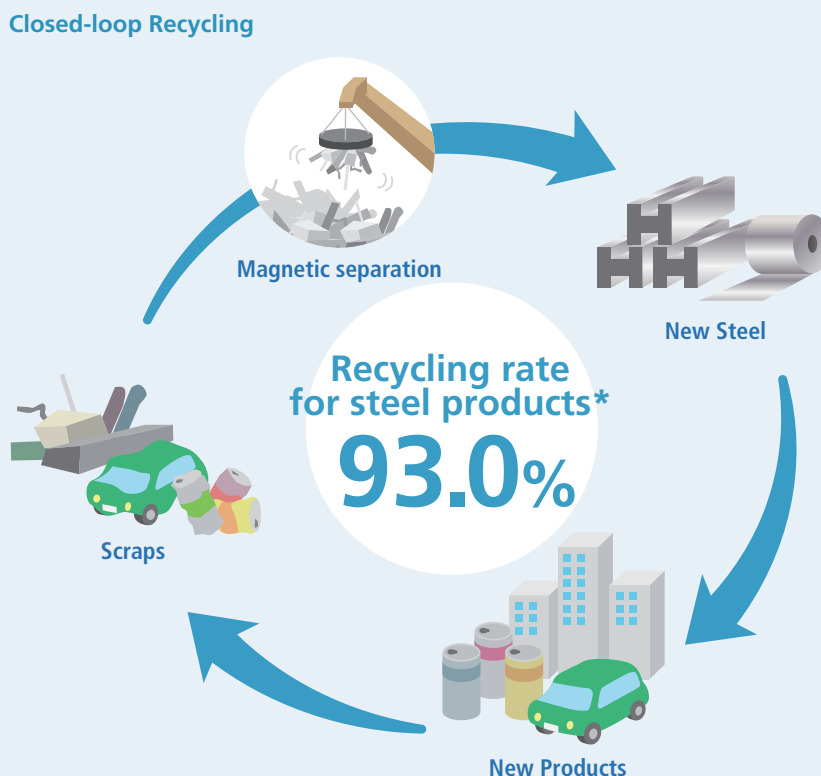 Closed-loop Recycling
Magnetic separation
New Steel
Recycling rate
for steel products*
93.0%
Scraps
New Products